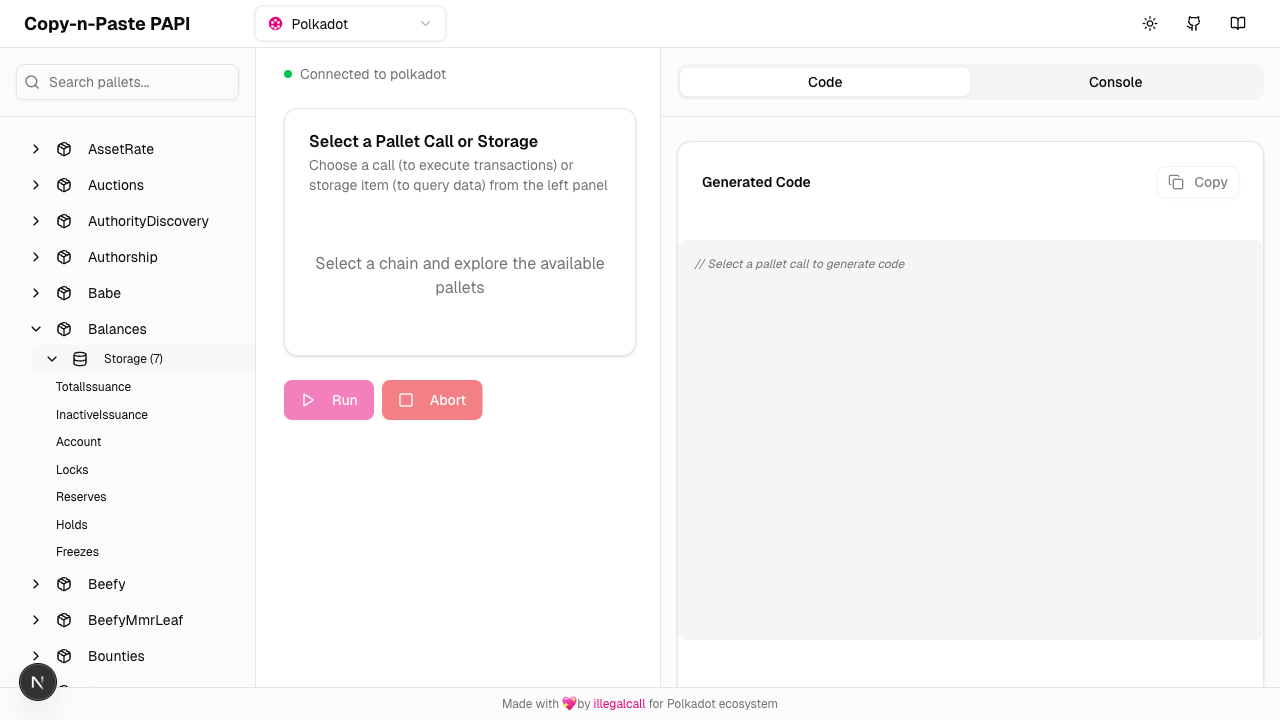 Copy-n-Paste PAPI
Polkadot
Search pallets...
AssetRate
Auctions
AuthorityDiscovery
Authorship
Babe
Balances
Storage (7)
TotalIssuance
InactiveIssuance
Account
Locks
Reserves
Holds
Freezes
Beefy
BeefyMmrLeaf
Bounties
N
Connected to polkadot
Select a Pallet Call or Storage
Choose a call (to execute transactions) or
storage item (to query data) from the left panel
Select a chain and explore the available
pallets
Run
Abort
Code
Console
Generated Code
Copy
// Select a pallet call to generate code
Made with 💖by illegalcall for Polkadot ecosystem